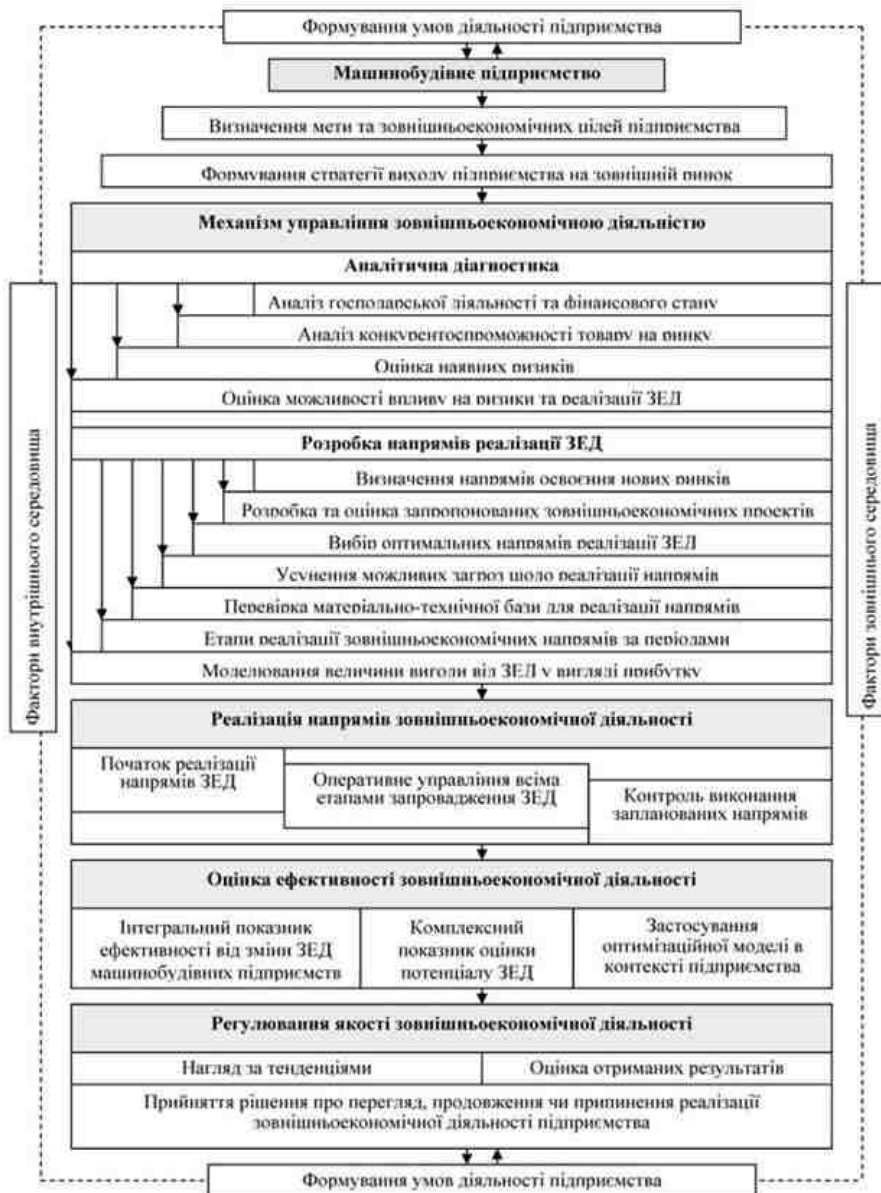 Формування умов діяльності підприємства
Машинобудівне підприємство
Визначення мети та зовнішньоекономічних цілей підприємства
Формування стратегії виходу підприємства на зовнішній ринок
Механізм управління зовнішньоекономічною діяльністю
Аналітична діагностика
Аналіз господарської діяльності та фінансового стану
Аналіз конкурентоспроможності товару на ринку
Оцінка наявних ризиків
Оцінка можливості впливу на ризики та реалізації ЗЕД
Розробка напрямів реалізації ЗЕД
Визначення напрямів освоєння нових ринків
Розробка та оцінка запропонованих зовнішньоекономічних проектів
Вибір оптимальних напрямів реалізації ЗЕД
Усунення можливих загроз щодо реалізації напрямів
Перевірка матеріально-технічної бази для реалізації напрямів
Етапи реалізації зовнішньоекономічних напрямів за періодами
Моделювання величини вигоди від ЗЕД у вигляді прибутку
Фактори внутрішнього середовища
Фактори зовнішнього середовища
Реалізація напрямів зовнішньоекономічної діяльності
Початок реалізації
напрямів ЗЕД
Оперативне управління всіма
етапами запровадження ЗЕД
Контроль виконання
запланованих напрямів
Оцінка ефективності зовнішньоекономічної діяльності
Інтегральний показник
ефективності від зміни ЗЕД
машинобудівних підприємств
Комплексний
показник оцінки
потенціалу ЗЕД
Застосування
оптимізаційної моделі в
контексті підприємства
Регулювання якості зовнішньоекономічної діяльності
Нагляд за тенденціями
Оцінка отриманих результатів
Прийняття рішення про перегляд, продовження чи припинення реалізації
зовнішньоекономічної діяльності підприємства
Формування умов діяльності підприємства